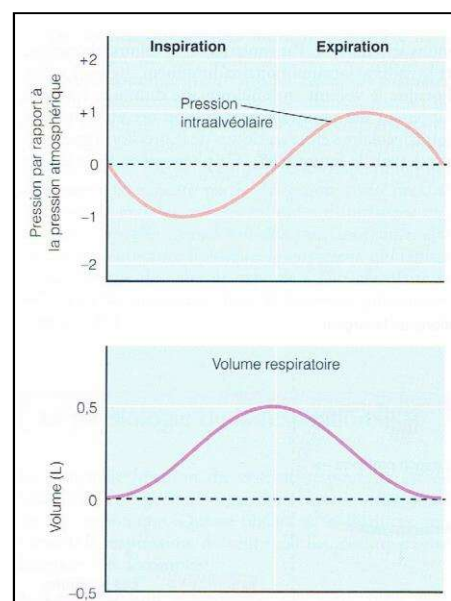 Inspiration
Expiration
Pression par rapport à
la pression atmosphérique
+2
+1
0
−1
−2
Pression
intraalvéolaire
Volume respiratoire
Volume (L)
0,5
0
−0,5